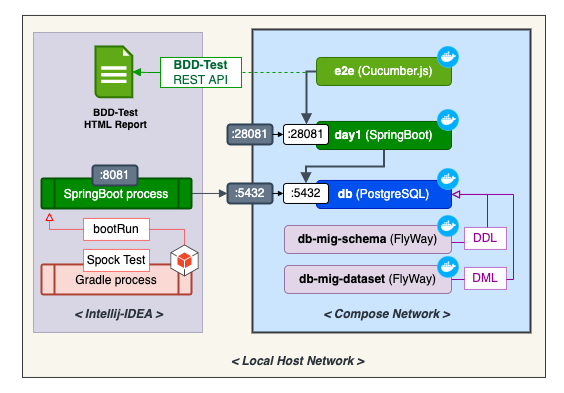 BDD-Test
REST API
e2e (Cucumber.js)
BDD-Test
HTML Report
:28081
:28081
day1 (SpringBoot)
:8081
SpringBoot process
:5432
:5432
db (PostgreSQL)
bootRun
db-mig-schema (FlyWay)
DDL
Spock Test
Gradle process
db-mig-dataset (FlyWay)
DML
< Intellij-IDEA >
< Compose Network >
< Local Host Network >